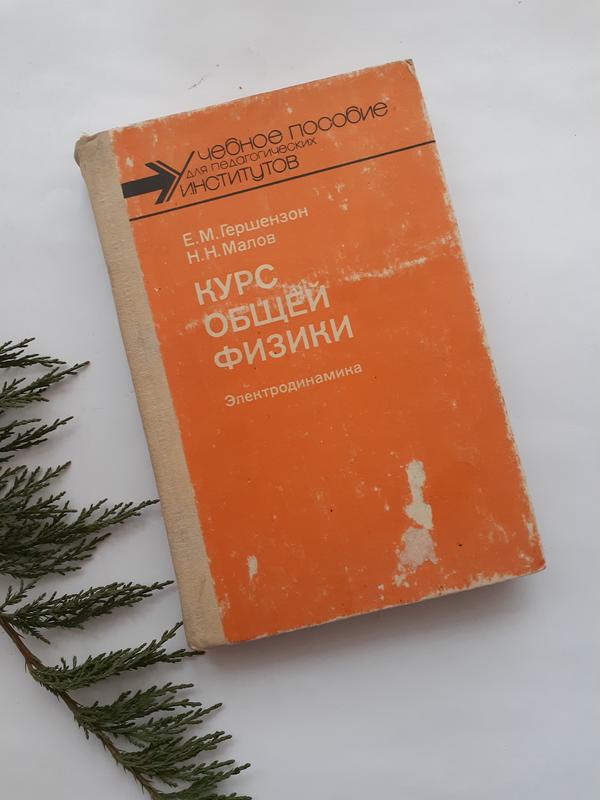 Учебное пособие
для педагогических
институтов
Е.М.Гершензон
Н.Н.Малов
КУРС
ОБЩЕЙ
ФИЗИКИ
Электродинамика